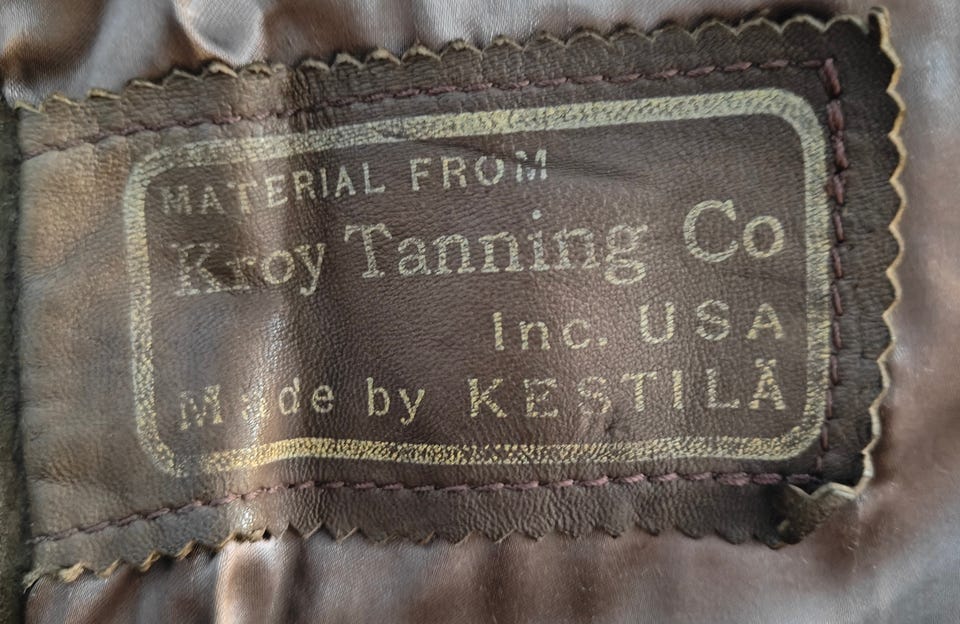 MATERIAL FROM
Kroy Tanning Co
Inc. USA
Made by KESTILÄ